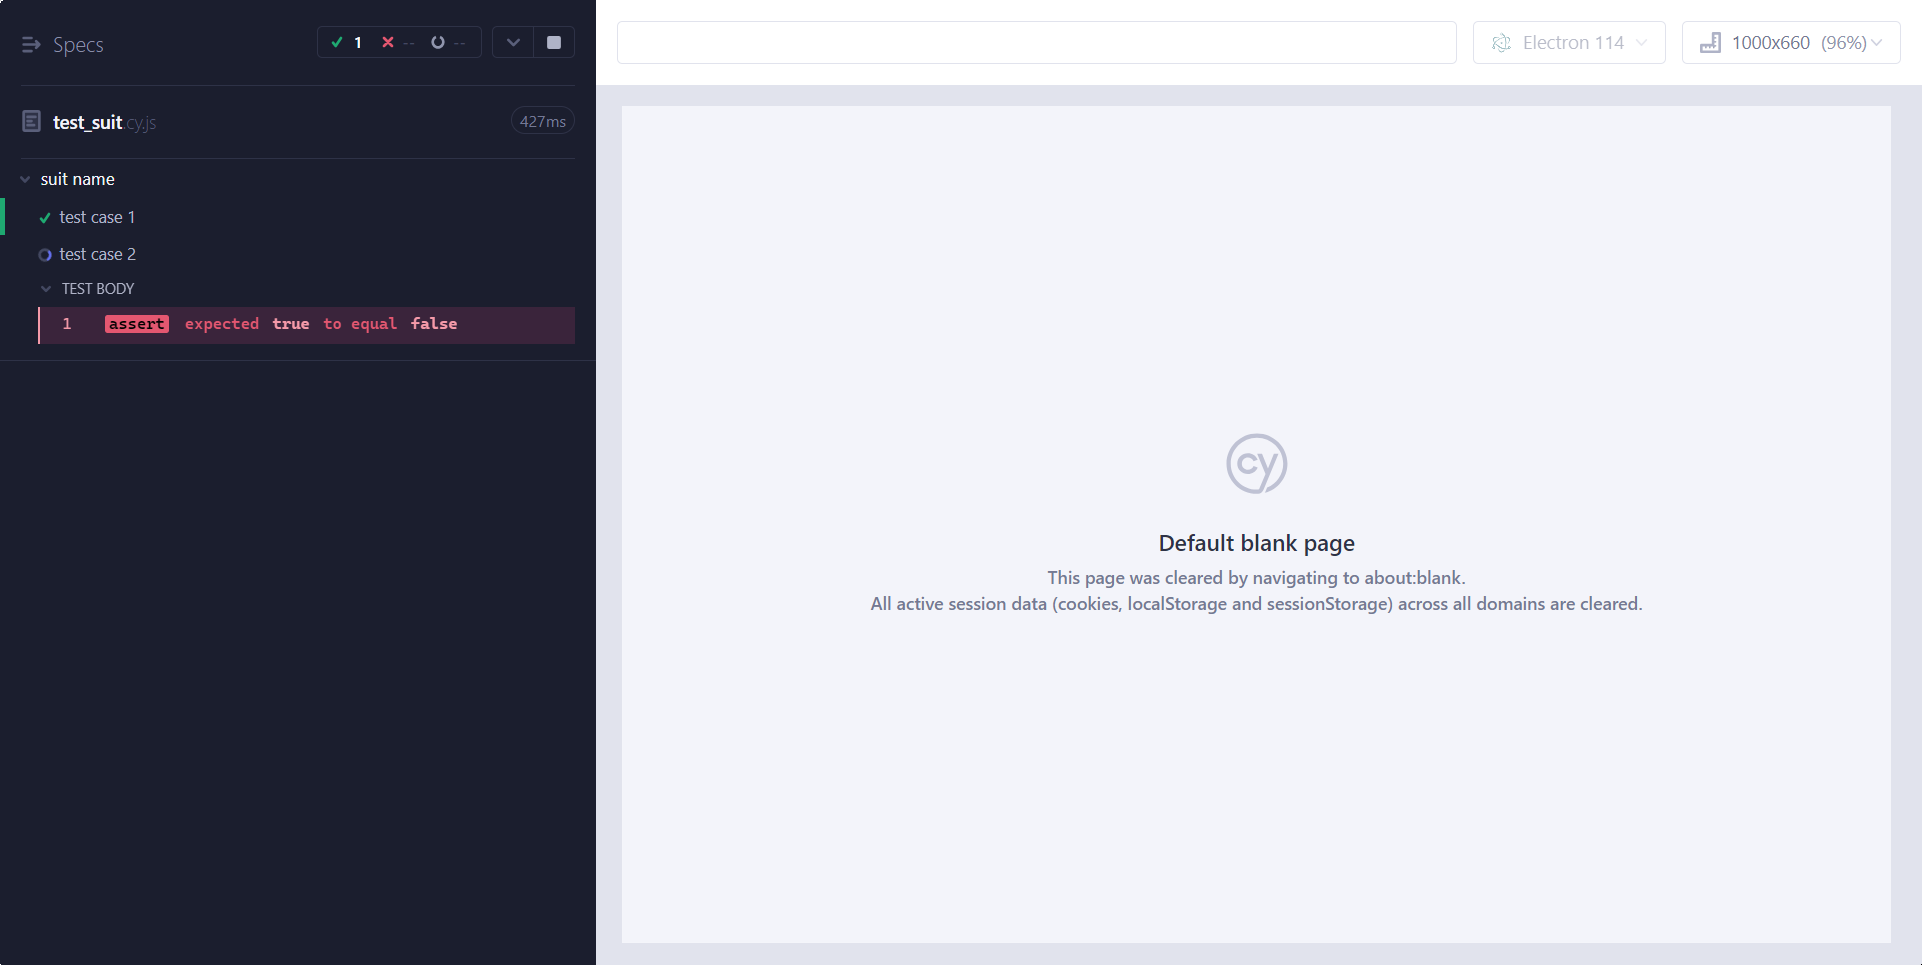 Specs
1 -- --
test_suit.cy.js
427ms
suit name
test case 1
test case 2
TEST BODY
1 assert expected true to equal false
Electron 114
1000x660 (96%)
cy
Default blank page
This page was cleared by navigating to about:blank.
All active session data (cookies, localStorage and sessionStorage) across all domains are cleared.